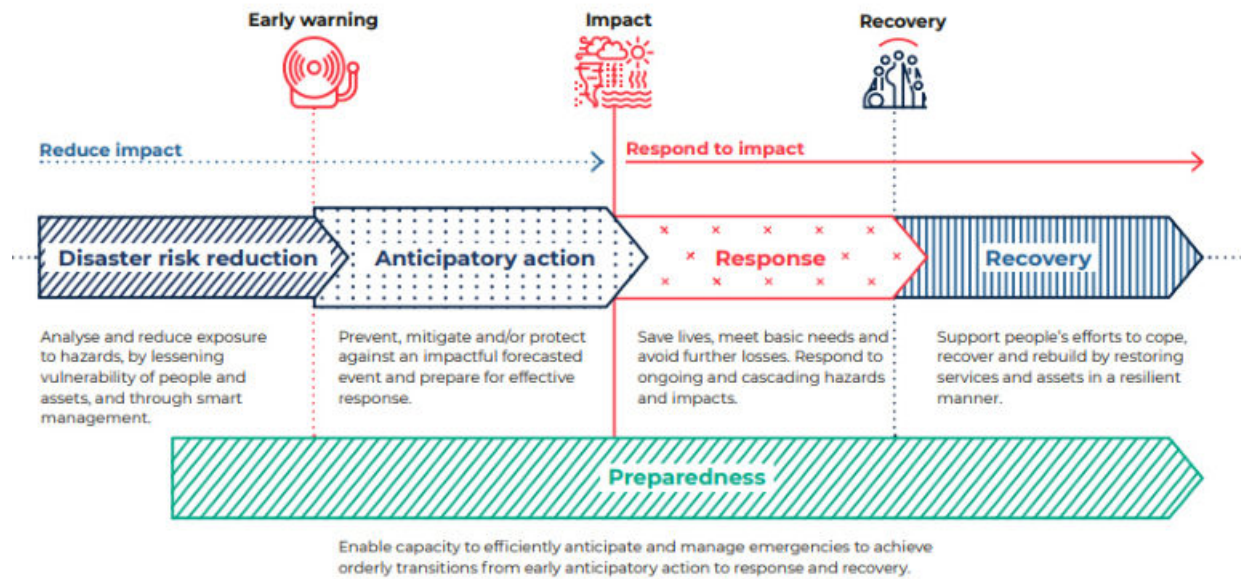 Early warning
Impact
Recovery
Reduce impact
Respond to impact
Disaster risk reduction
Anticipatory action
Response
Recovery
Analyse and reduce exposure
to hazards, by lessening
vulnerability of people and
assets, and through smart
management.
Prevent, mitigate and/or protect
against an impactful forecasted
event and prepare for effective
response.
Save lives, meet basic needs and
avoid further losses. Respond to
ongoing and cascading hazards
and impacts.
Support people's efforts to cope,
recover and rebuild by restoring
services and assets in a resilient
manner.
Preparedness
Enable capacity to efficiently anticipate and manage emergencies to achieve
orderly transitions from early anticipatory action to response and recovery.